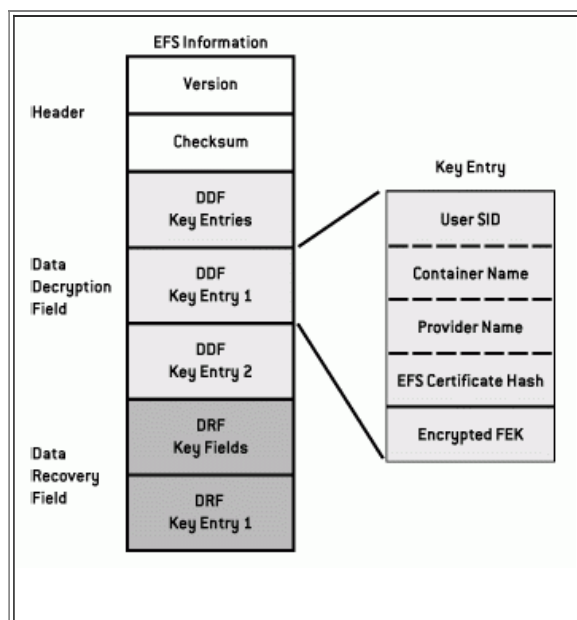 EFS Information
Version
Header
Checksum
Key Entry
DDF
Key Entries
User SID
Data
Decryption
Field
DDF
Key Entry 1
Container Name
Provider Name
DDF
Key Entry 2
EFS Certificate Hash
Encrypted FEK
Data
Recovery
Field
DRF
Key Fields
DRF
Key Entry 1